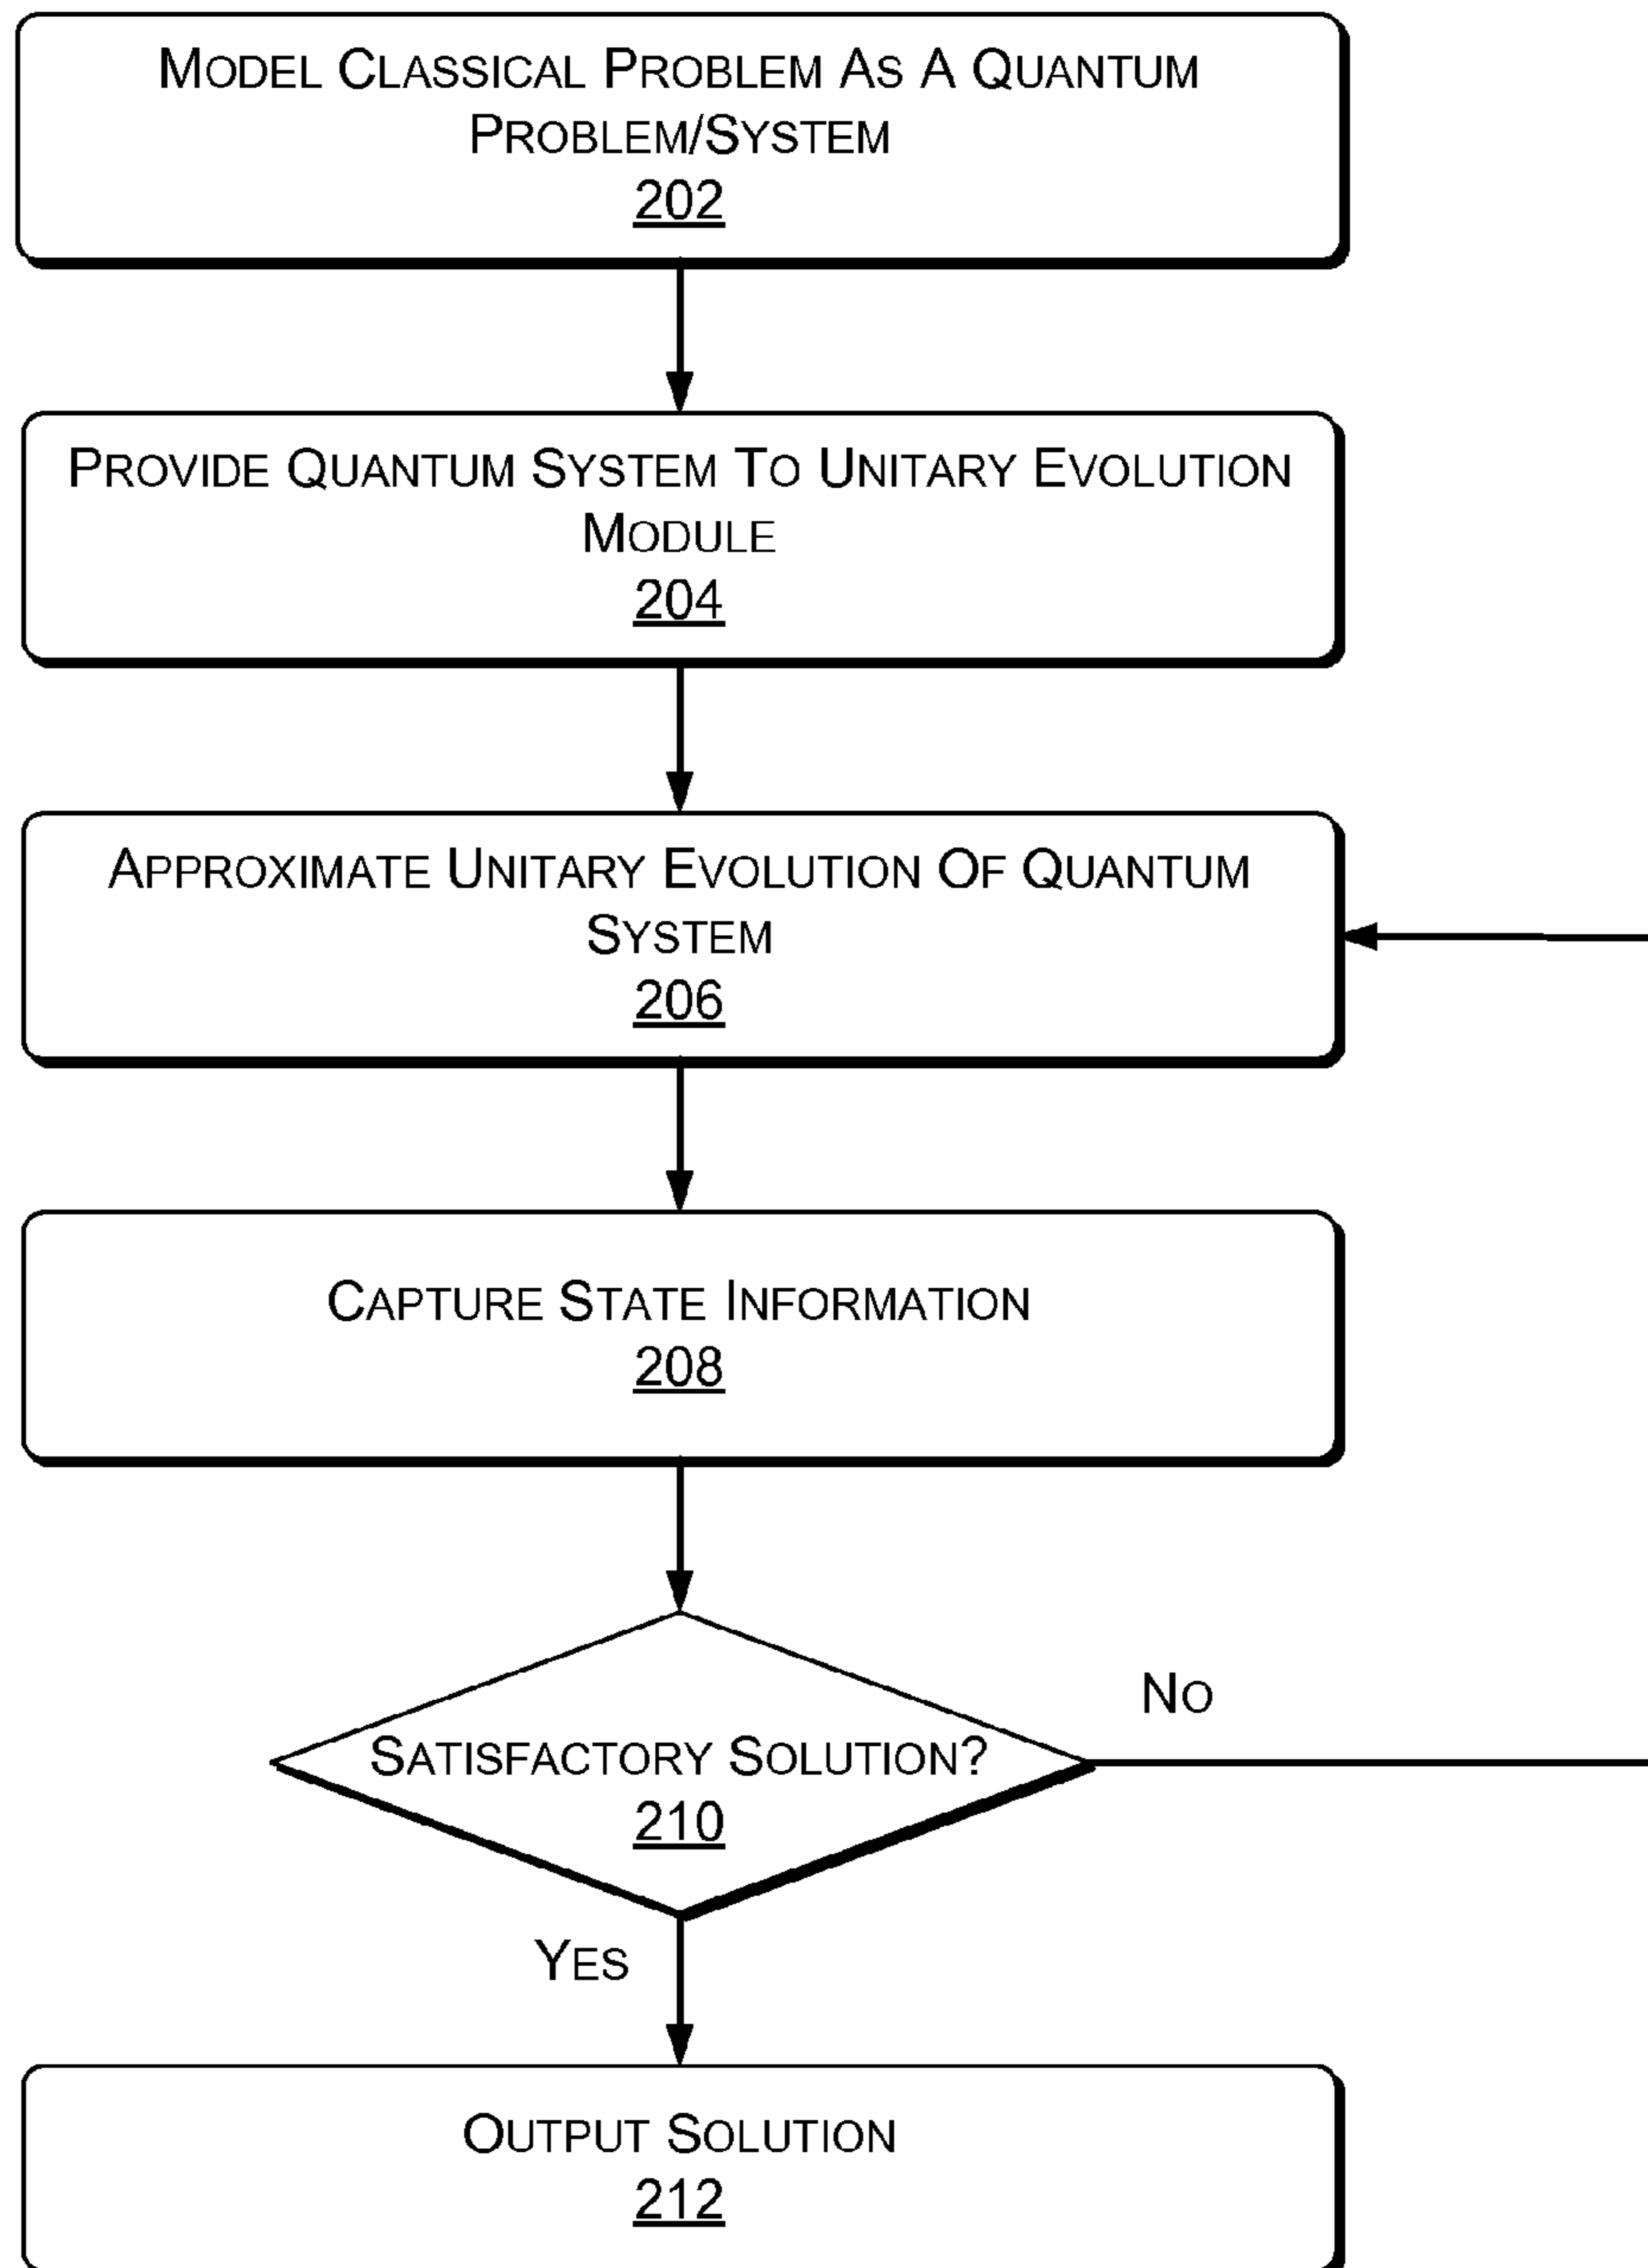 MODEL CLASSICAL PROBLEM AS A QUANTUM
PROBLEM/SYSTEM
202
PROVIDE QUANTUM SYSTEM TO UNITARY EVOLUTION
MODULE
204
APPROXIMATE UNITARY EVOLUTION OF QUANTUM
SYSTEM
206
CAPTURE STATE INFORMATION
208
SATISFACTORY SOLUTION?
210
NO
YES
OUTPUT SOLUTION
212